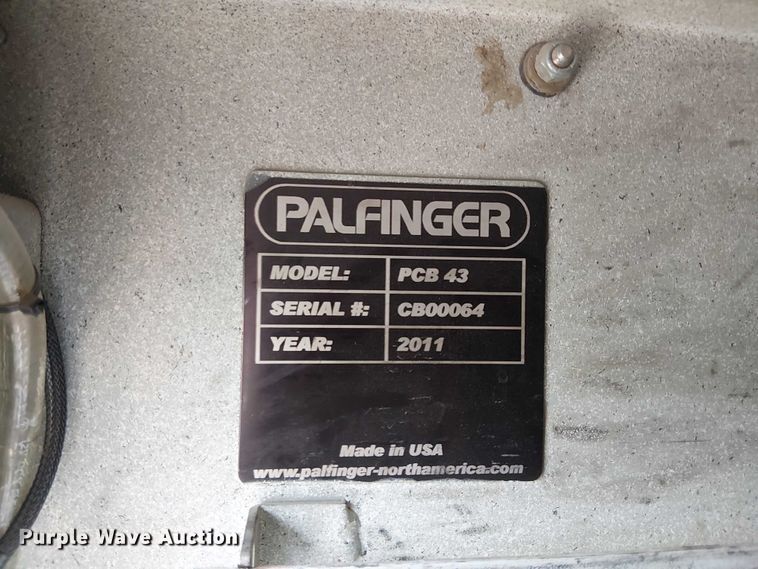 PALFINGER
MODEL: PCB 43
SERIAL #: CB00064
YEAR: 2011
Made in USA
www.palfinger-northamerica.com
Purple Wave Auction